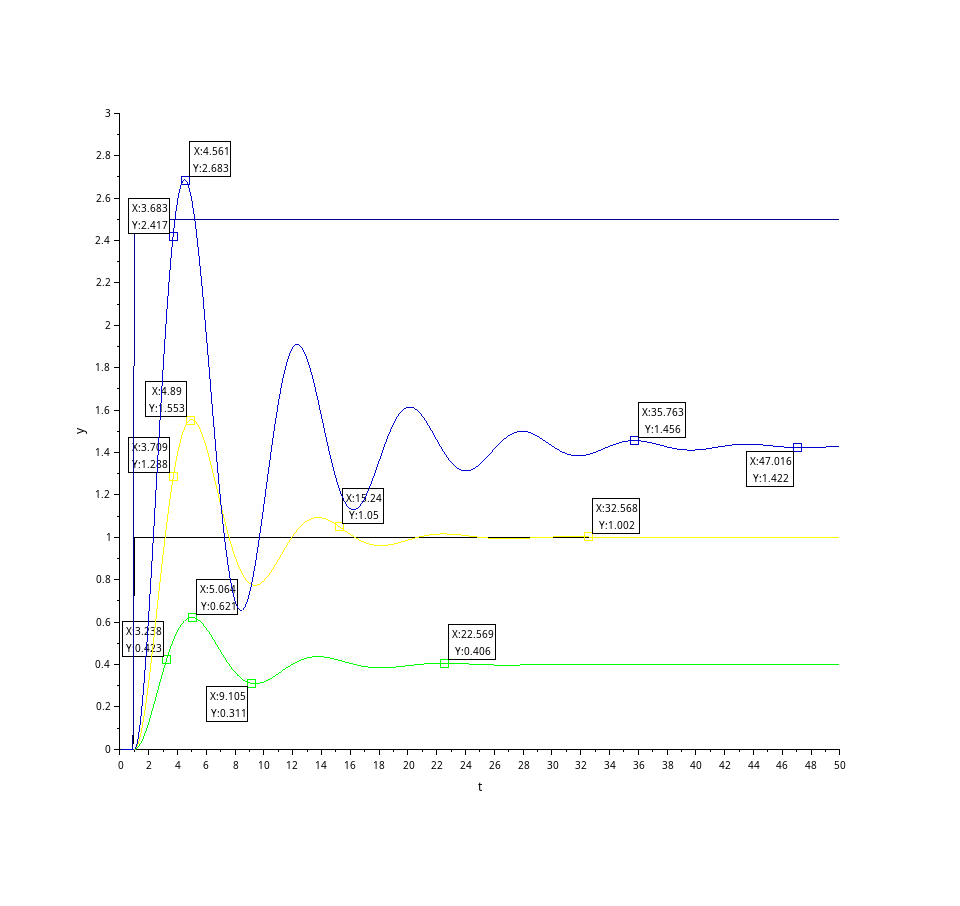 3
X:4.561
Y:2.683
2.8
2.6
X:3.683
Y:2.417
2.4
2.2
2
1.8
X:4.89
Y:1.553
1.6
X:35.763
Y:1.456
X:3.709
Y:1.288
1.4
X:47.016
Y:1.422
y
1.2
X:15.24
Y:1.05
X:32.568
Y:1.002
1
0.8
X:5.064
Y:0.621
0.6
X:3.238
Y:0.423
X:22.569
Y:0.406
0.4
X:9.105
Y:0.311
0.2
0
0 2 4 6 8 10 12 14 16 18 20 22 24 26 28 30 32 34 36 38 40 42 44 46 48 50
t